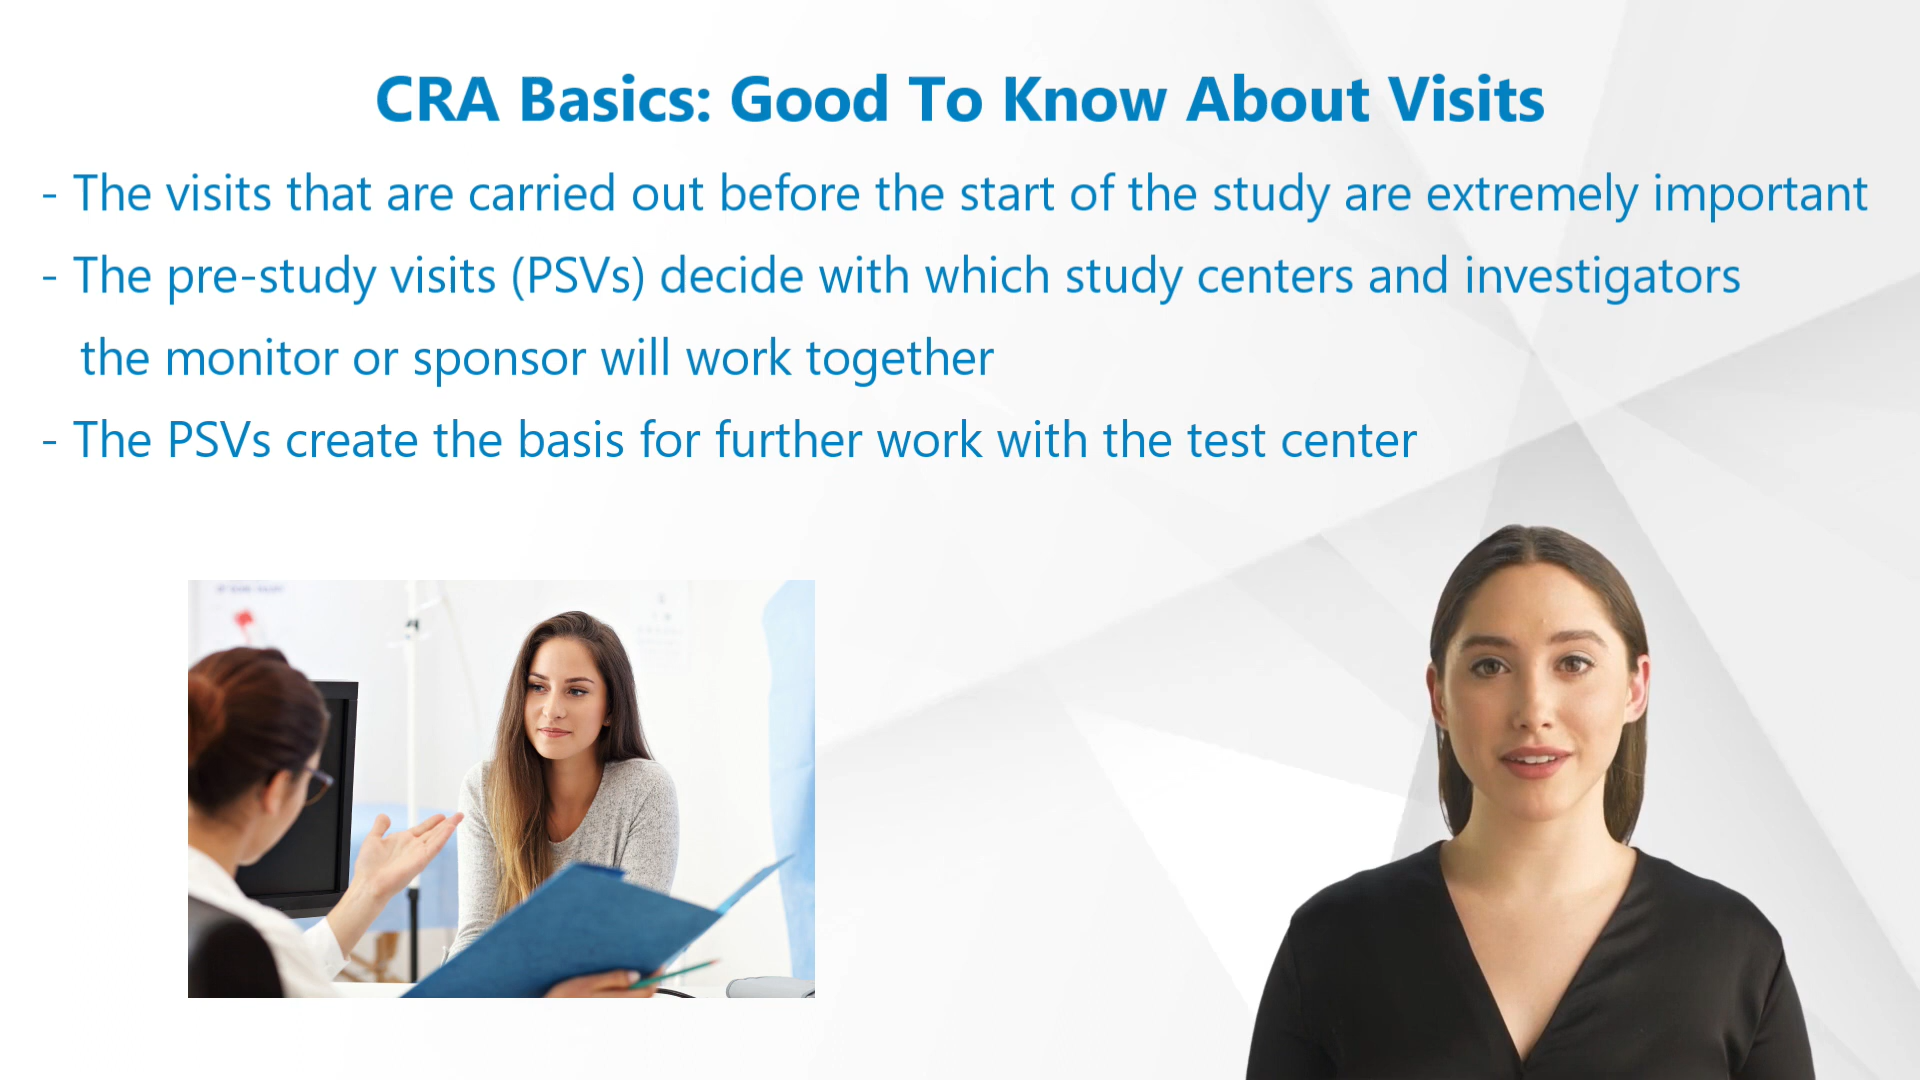 CRA Basics: Good To Know About Visits
- The visits that are carried out before the start of the study are extremely important
- The pre-study visits (PSVs) decide with which study centers and investigators
the monitor or sponsor will work together
- The PSVs create the basis for further work with the test center